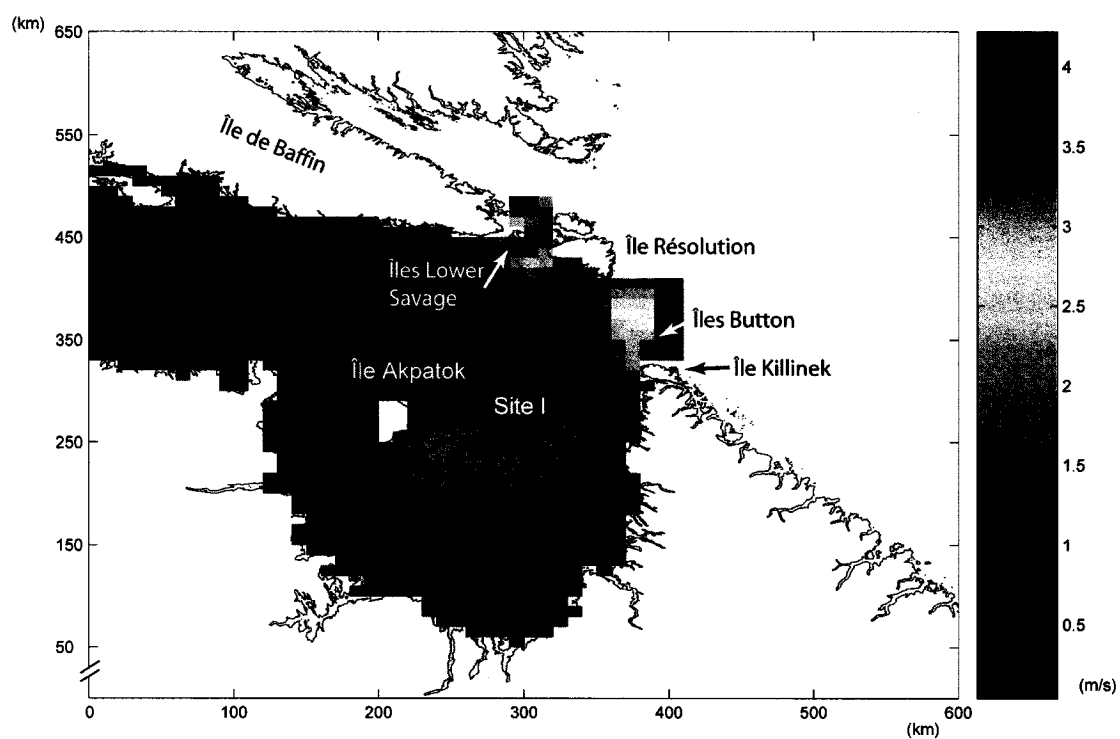 (km)
650
550
450
350
250
150
50
0
100
200
300
400
500
600
(km)
Île de Baffin
Îles Lower
Savage
Île Résolution
Îles Button
Île Killinek
Île Akpatok
Site I
4
3.5
3
2.5
2
1.5
1
0.5
(m/s)